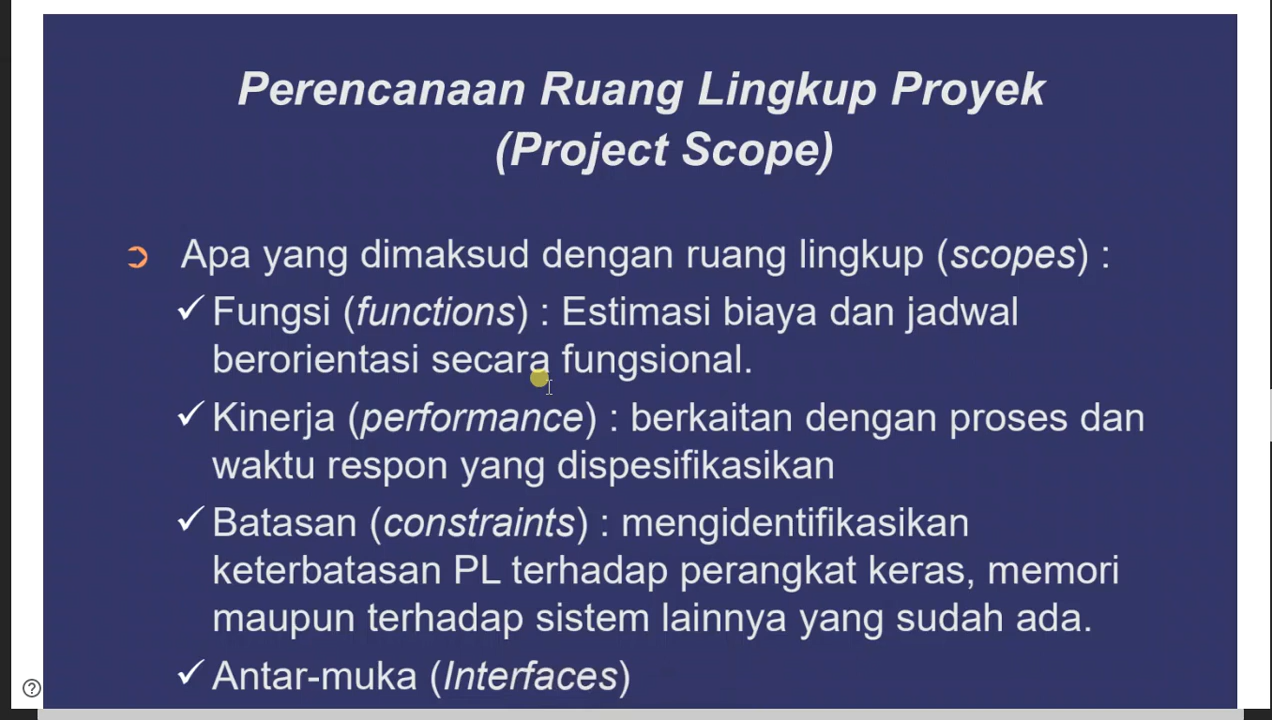 Perencanaan Ruang Lingkup Proyek
(Project Scope)
Apa yang dimaksud dengan ruang lingkup (scopes) :
Fungsi (functions) : Estimasi biaya dan jadwal
berorientasi secara fungsional.
Kinerja (performance) : berkaitan dengan proses dan
waktu respon yang dispesifikasikan
Batasan (constraints) : mengidentifikasikan
keterbatasan PL terhadap perangkat keras, memori
maupun terhadap sistem lainnya yang sudah ada.
Antar-muka (Interfaces)